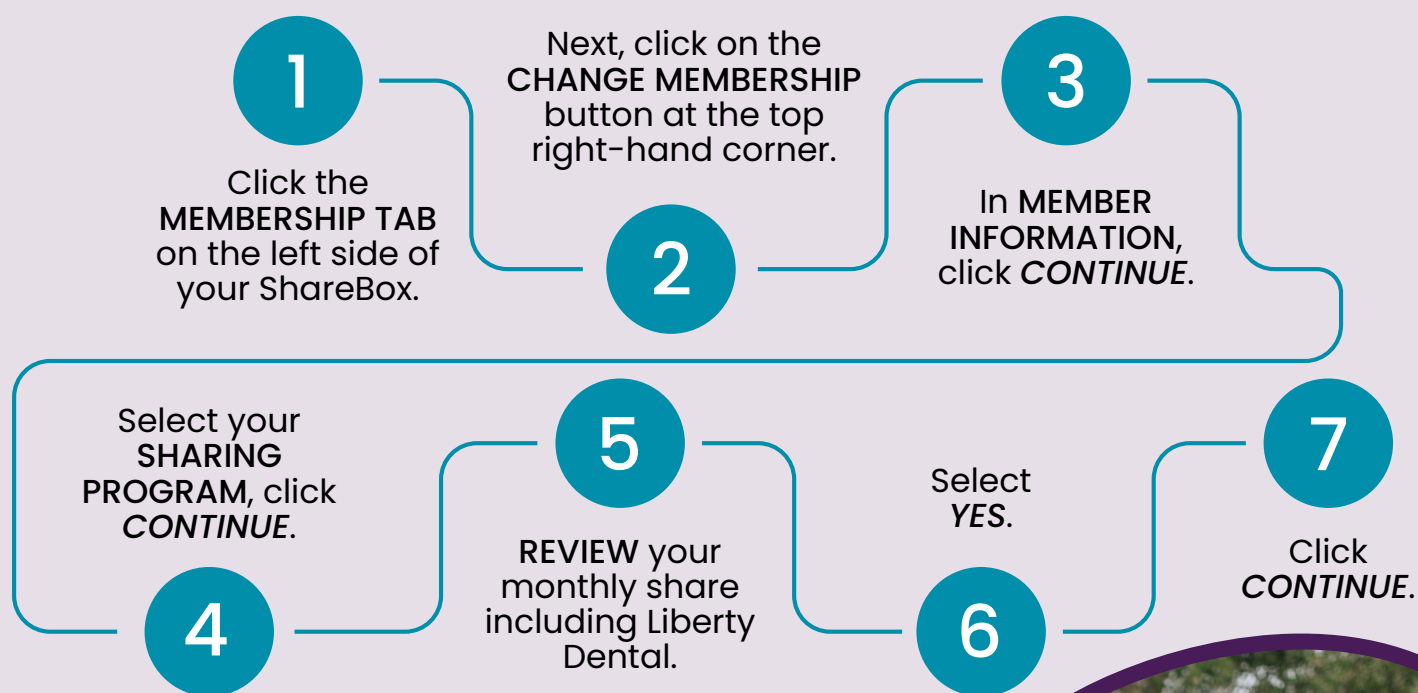 1
Click the
MEMBERSHIP TAB
on the left side of
your ShareBox.
Next, click on the
CHANGE MEMBERSHIP
button at the top
right-hand corner.
2
3
In MEMBER
INFORMATION,
click CONTINUE.
Select your
SHARING
PROGRAM, click
CONTINUE.
4
5
REVIEW your
monthly share
including Liberty
Dental.
Select
YES.
6
7
Click
CONTINUE.